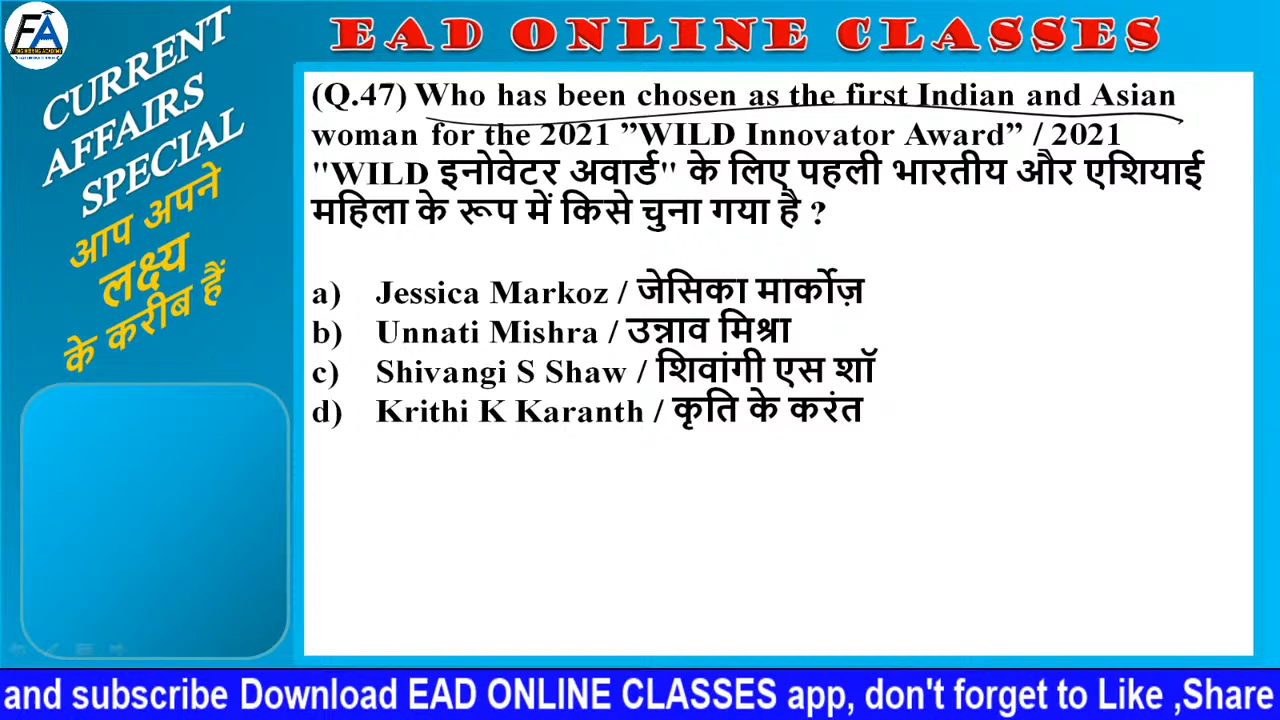 FA
ENGINEERING ACADEMY
CURRENT
AFFAIRS
SPECIAL
आप अपने
लक्ष्य
के करीब हैं
EAD ONLINE CLASSES
(Q.47) Who has been chosen as the first Indian and Asian
woman for the 2021 ”WILD Innovator Award” / 2021
"WILD इनोवेटर अवार्ड" के लिए पहली भारतीय और एशियाई
महिला के रूप में किसे चुना गया है ?
a) Jessica Markoz / जेसिका मार्कोज़
b) Unnati Mishra / उन्नाव मिश्रा
c) Shivangi S Shaw / शिवांगी एस शॉ
d) Krithi K Karanth / कृति के करंत
and subscribe Download EAD ONLINE CLASSES app, don't forget to Like ,Share